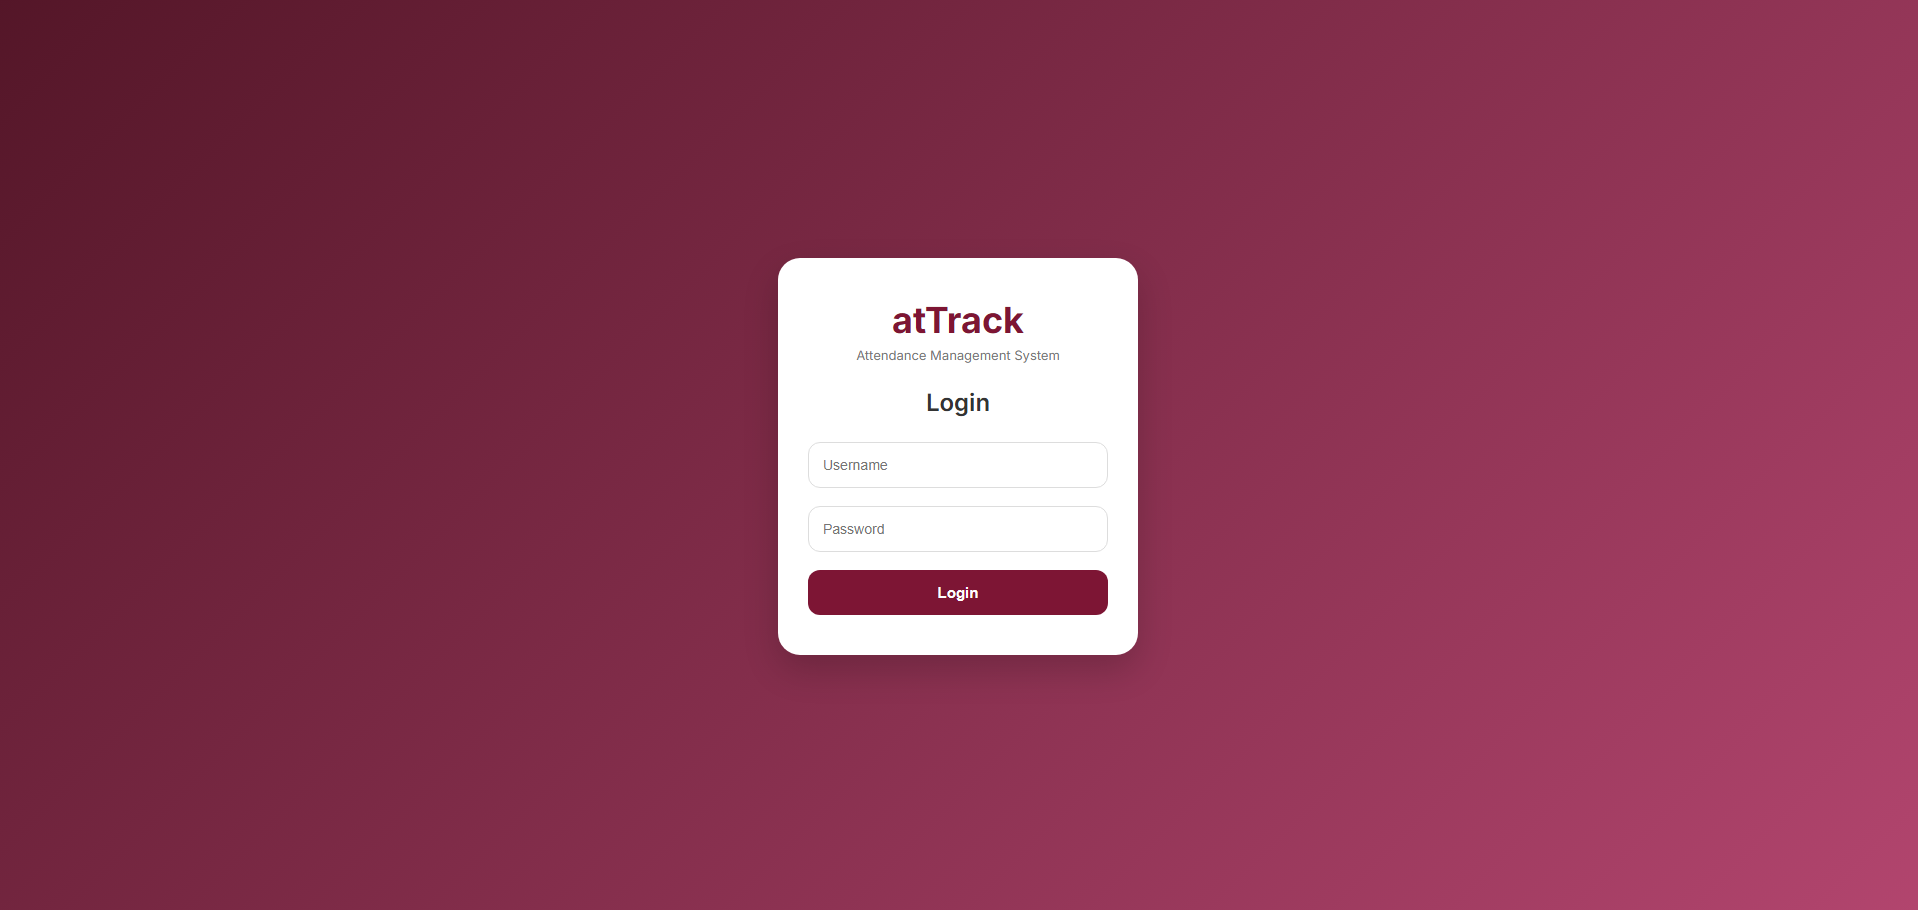 atTrack
Attendance Management System
Login
Username
Password
Login